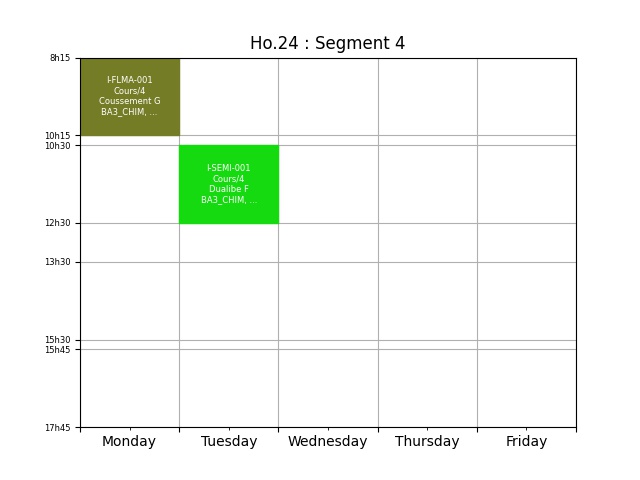 Ho.24 : Segment 4
8h15
I-FLMA-001
Cours/4
Coussement G
BA3_CHIM, ...
10h15
10h30
I-SEMI-001
Cours/4
Dualibe F
BA3_CHIM, ...
12h30
13h30
15h30
15h45
17h45
Monday Tuesday Wednesday Thursday Friday